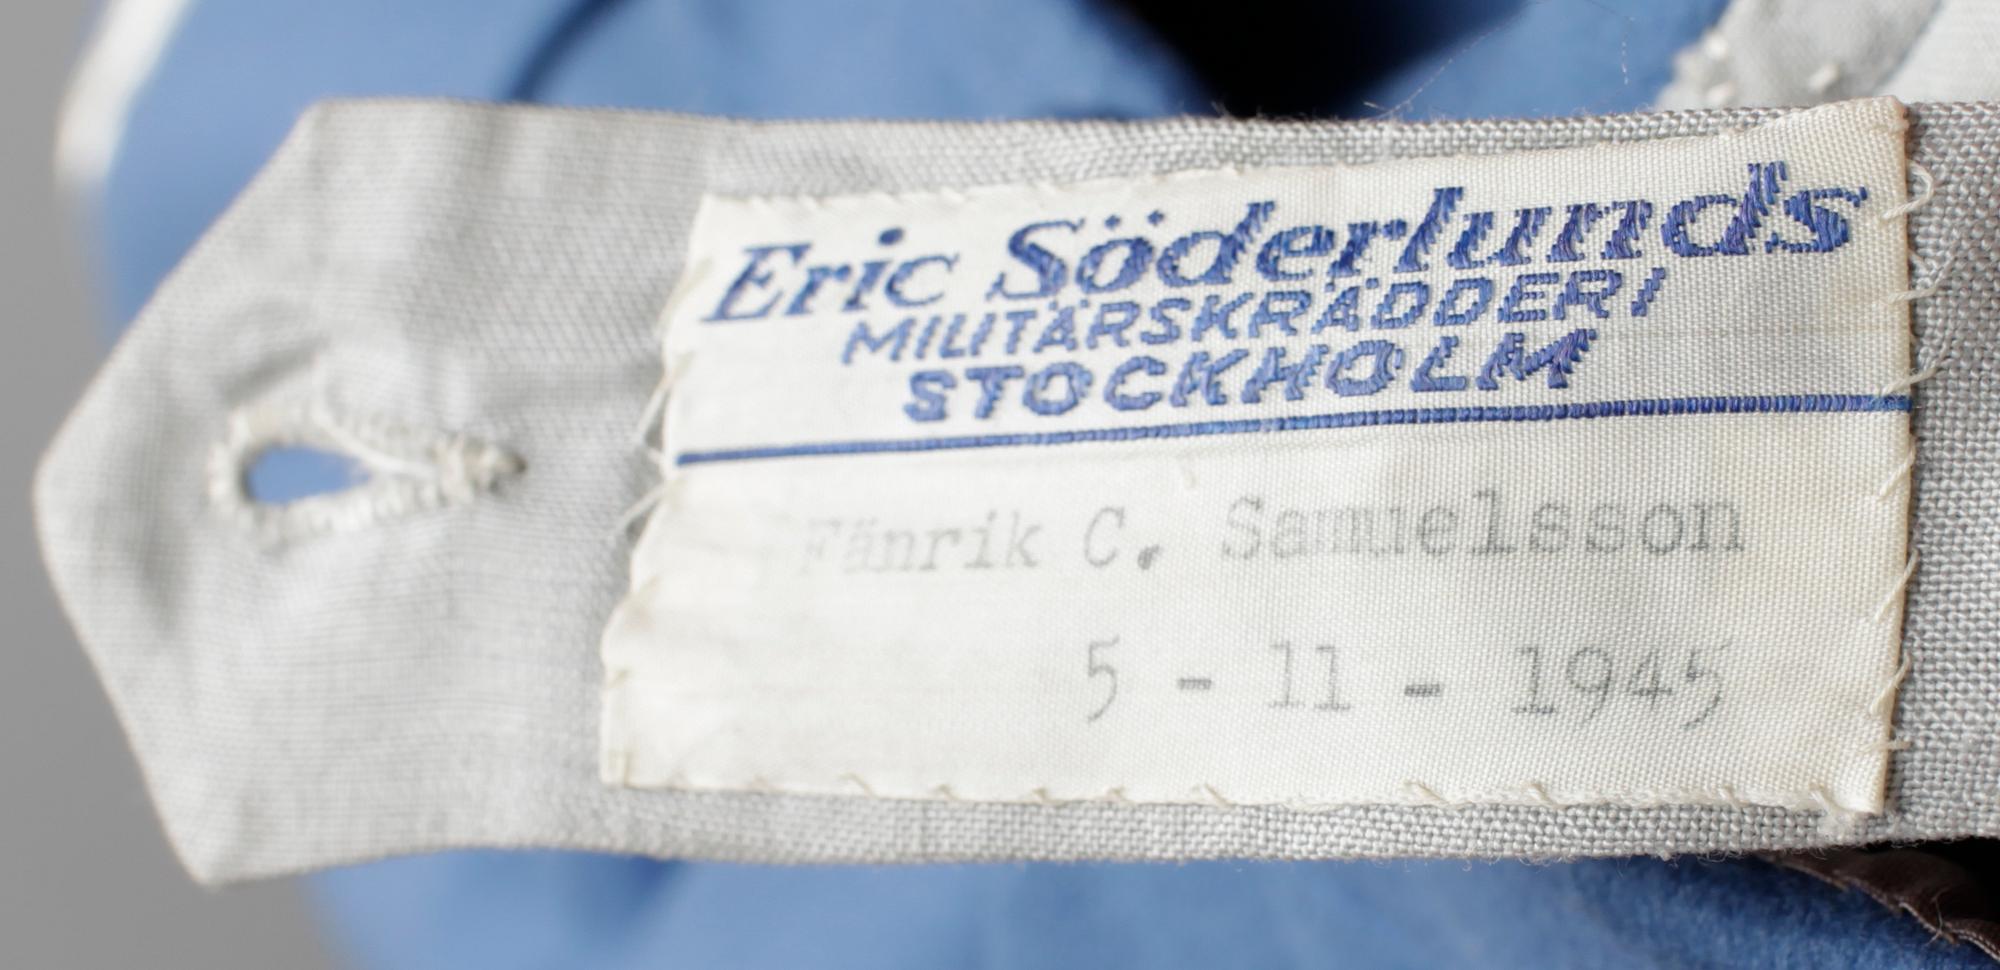 Eric Söderlunds
MILITÄRSKRÄDDERI
STOCKHOLM
Fänrik C. Samuelsson
5 - 11 - 1945